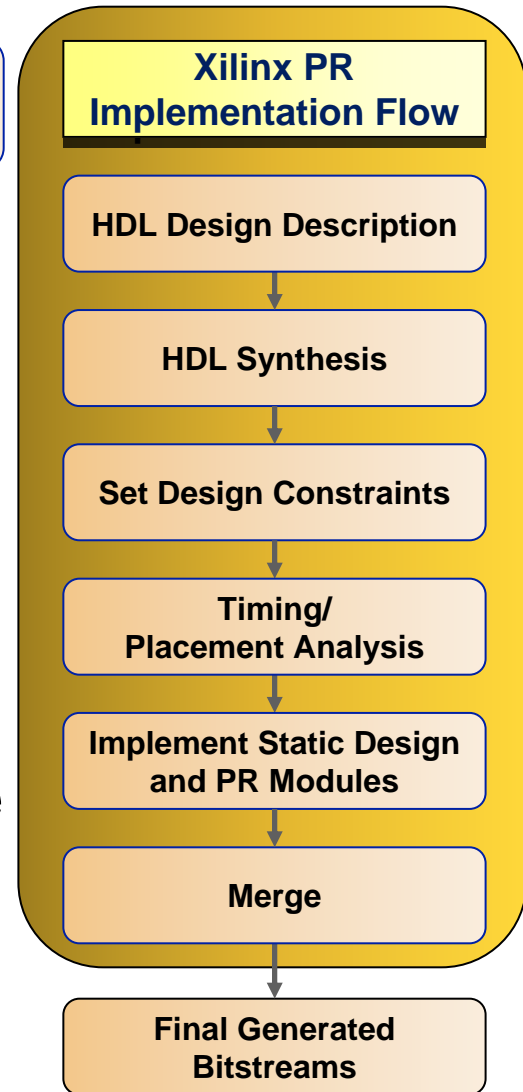 Xilinx PR
Implementation Flow
HDL Design Description
HDL Synthesis
Set Design Constraints
Timing/
Placement Analysis
Implement Static Design
and PR Modules
Merge
Final Generated
Bitstreams